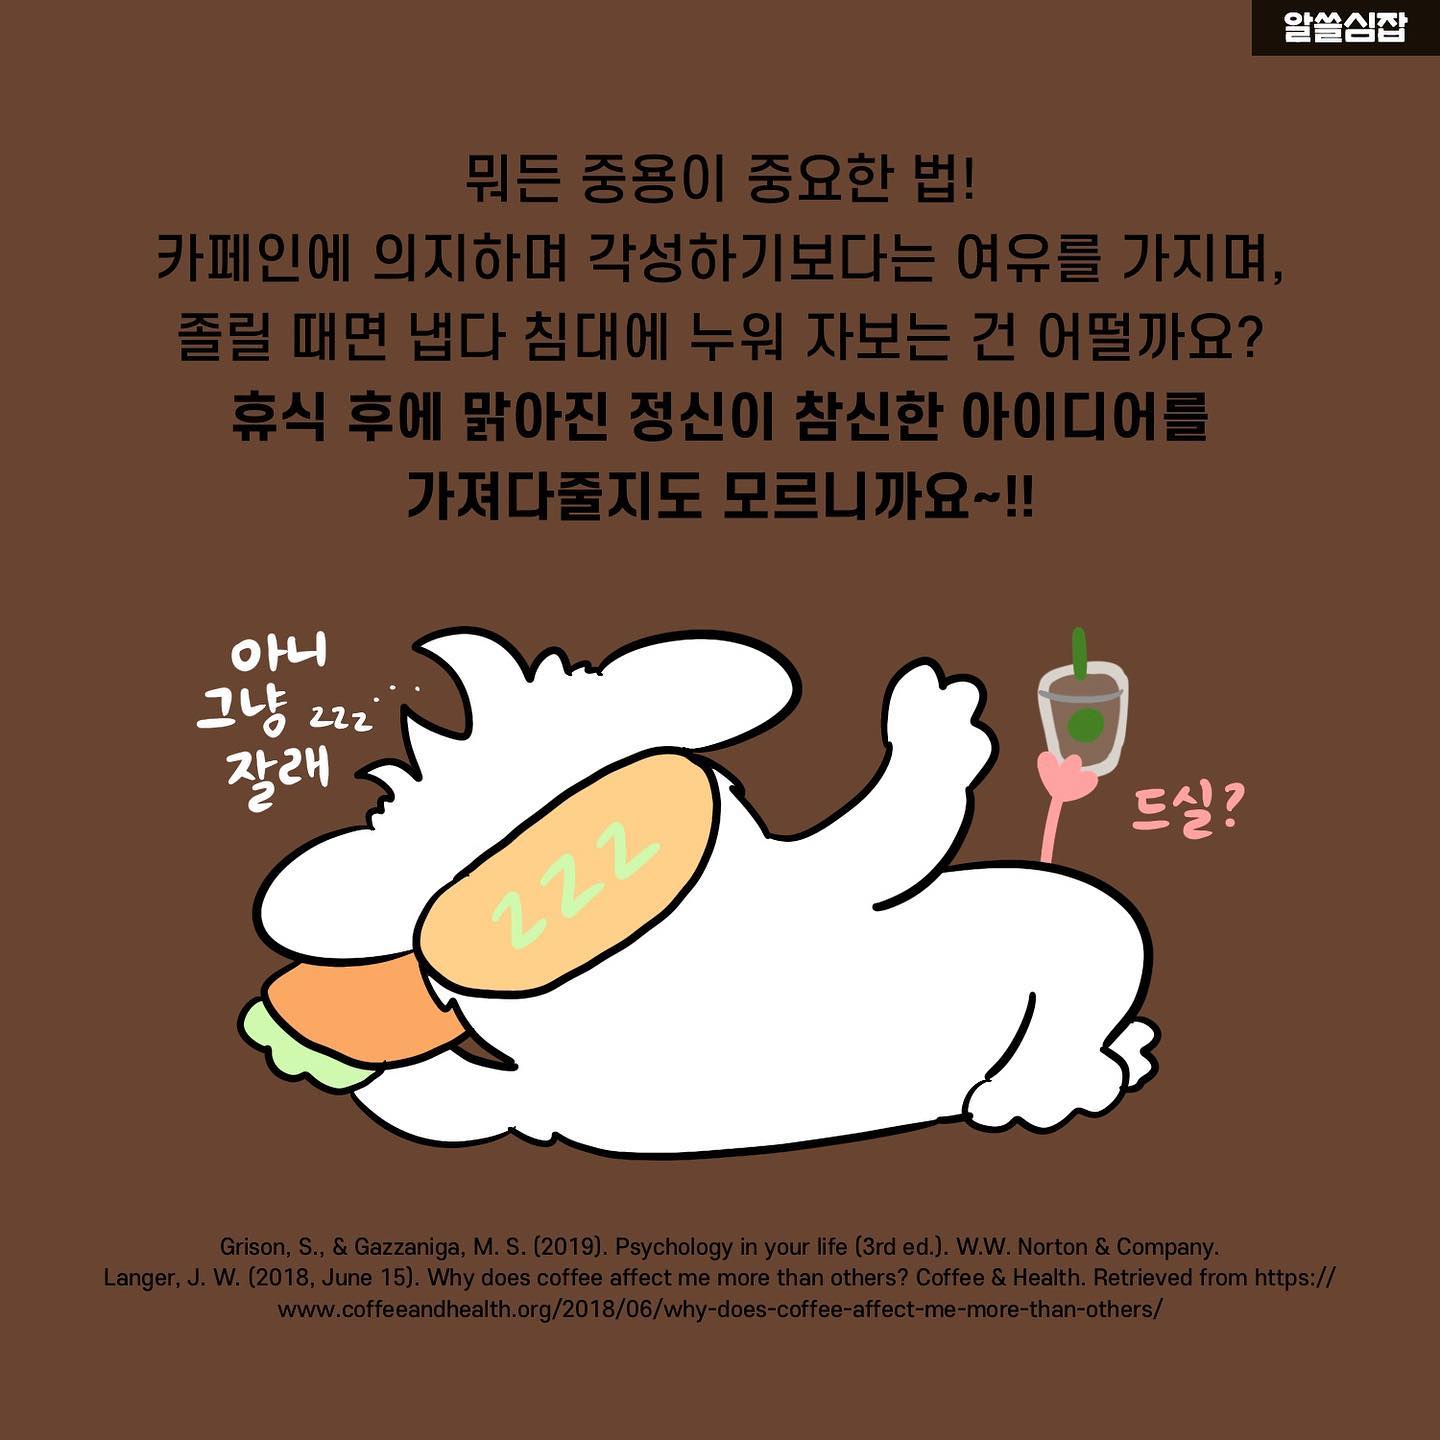 알쓸심잡
뭐든 중용이 중요한 법!
카페인에 의지하며 각성하기보다는 여유를 가지며,
졸릴 때면 냅다 침대에 누워 자보는 건 어떨까요?
휴식 후에 맑아진 정신이 참신한 아이디어를
가져다줄지도 모르니까요~!!
아니
그냥 zzz...
잘래
드실?
zzz
Grison, S., & Gazzaniga, M. S. (2019). Psychology in your life (3rd ed.). W.W. Norton & Company.
Langer, J. W. (2018, June 15). Why does coffee affect me more than others? Coffee & Health. Retrieved from https://
www.coffeeandhealth.org/2018/06/why-does-coffee-affect-me-more-than-others/